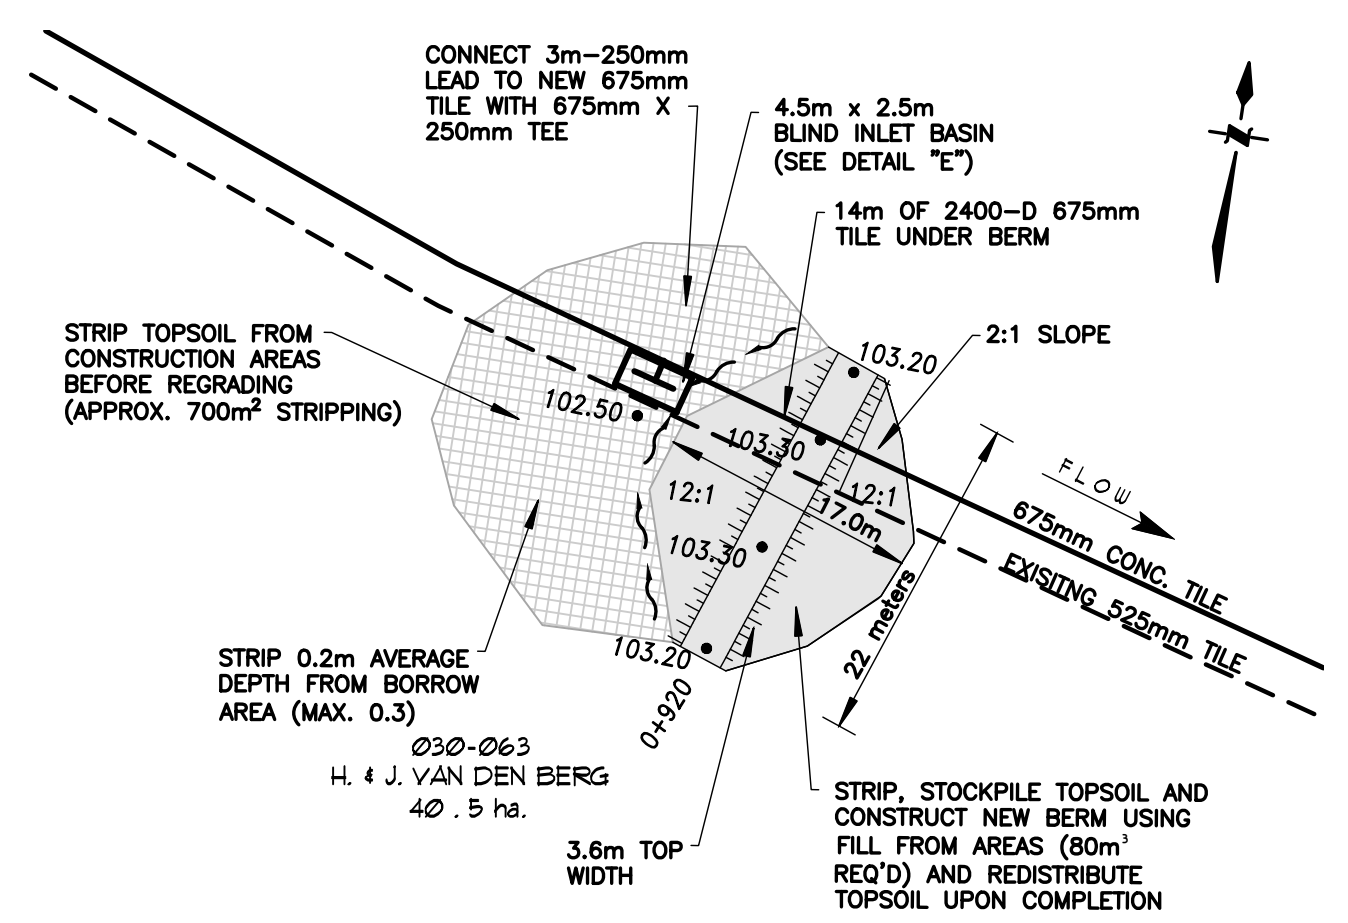 CONNECT 3m-250mm
LEAD TO NEW 675mm
TILE WITH 675mm X
250mm TEE
4.5m x 2.5m
BLIND INLET BASIN
(SEE DETAIL "E")
14m OF 2400-D 675mm
TILE UNDER BERM
STRIP TOPSOIL FROM
CONSTRUCTION AREAS
BEFORE REGRADING
(APPROX. 700m² STRIPPING)
2:1 SLOPE
103.20
102.50
103.30
12:1
12:1
17.0m
103.30
FLOW
675mm CONC. TILE
EXISITNG 525mm TILE
22 meters
103.20
0+920
STRIP 0.2m AVERAGE
DEPTH FROM BORROW
AREA (MAX. 0.3)
Ø3Ø-Ø63
H. & J. VAN DEN BERG
4Ø . 5 ha.
3.6m TOP
WIDTH
STRIP, STOCKPILE TOPSOIL AND
CONSTRUCT NEW BERM USING
FILL FROM AREAS (80m³
REQ'D) AND REDISTRIBUTE
TOPSOIL UPON COMPLETION